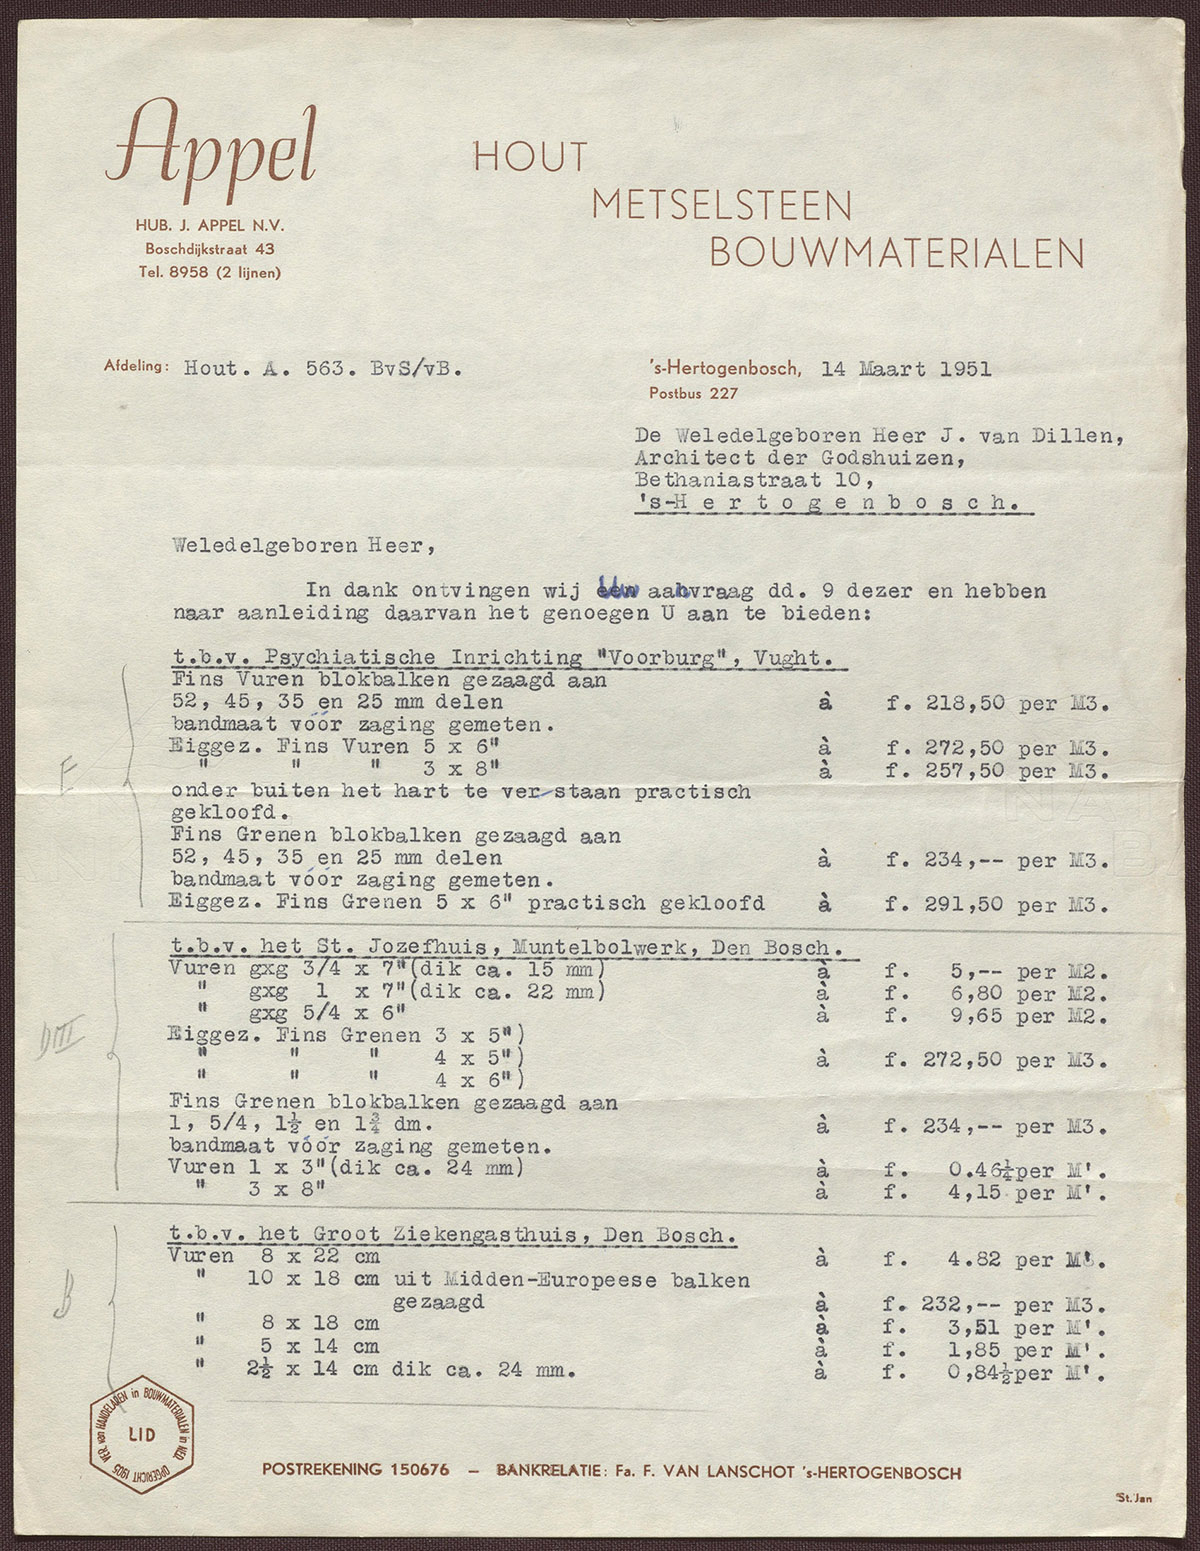 Appel
HOUT
METSELSTEEN
BOUWMATERIALEN
HUB. J. APPEL N.V.
Boschdijkstraat 43
Tel. 8958 (2 lijnen)
Afdeling: Hout. A. 563. BvS/vB.
's-Hertogenbosch, 14 Maart 1951
Postbus 227
De Weledelgeboren Heer J. van Dillen,
Architect der Godshuizen,
Bethaniastraat 10,
's-Hertogenbosch.
Weledelgeboren Heer,
In dank ontvingen wij Uw aanvraag dd. 9 dezer en hebben
naar aanleiding daarvan het genoegen U aan te bieden:
t.b.v. Psychiatische Inrichting "Voorburg", Vught.
Fins Vuren blokbalken gezaagd aan
52, 45, 35 en 25 mm delen à f. 218,50 per M3.
bandmaat vóór zaging gemeten.
Eiggez. Fins Vuren 5 x 6" à f. 272,50 per M3.
" " " 3 x 8" à f. 257,50 per M3.
E
onder buiten het hart te verstaan practisch
gekloofd.
Fins Grenen blokbalken gezaagd aan
52, 45, 35 en 25 mm delen à f. 234,-- per M3.
bandmaat vóór zaging gemeten.
Eiggez. Fins Grenen 5 x 6" practisch gekloofd à f. 291,50 per M3.
t.b.v. het St. Jozefhuis, Muntelbolwerk, Den Bosch.
Vuren gxg 3/4 x 7"(dik ca. 15 mm) à f. 5,-- per M2.
" gxg 1 x 7"(dik ca. 22 mm) à f. 6,80 per M2.
" gxg 5/4 x 6" à f. 9,65 per M2.
DIII
Eiggez. Fins Grenen 3 x 5")
" " " 4 x 5") à f. 272,50 per M3.
" " " 4 x 6")
Fins Grenen blokbalken gezaagd aan
1, 5/4, 1½ en 1¾ dm. à f. 234,-- per M3.
bandmaat vóór zaging gemeten.
Vuren 1 x 3"(dik ca. 24 mm) à f. 0.46¼per M'.
" 3 x 8" à f. 4,15 per M'.
t.b.v. het Groot Ziekengasthuis, Den Bosch.
Vuren 8 x 22 cm à f. 4.82 per M'.
" 10 x 18 cm uit Midden-Europeese balken
B
gezaagd à f. 232,-- per M3.
" 8 x 18 cm à f. 3,51 per M'.
" 5 x 14 cm à f. 1,85 per M'.
" 2½ x 14 cm dik ca. 24 mm. à f. 0,84½per M'.
VER. van HANDELAREN in BOUWMATERIALEN in NED. OPGERICHT 1905
LID
POSTREKENING 150676 – BANKRELATIE: Fa. F. VAN LANSCHOT 's-HERTOGENBOSCH
St. Jan